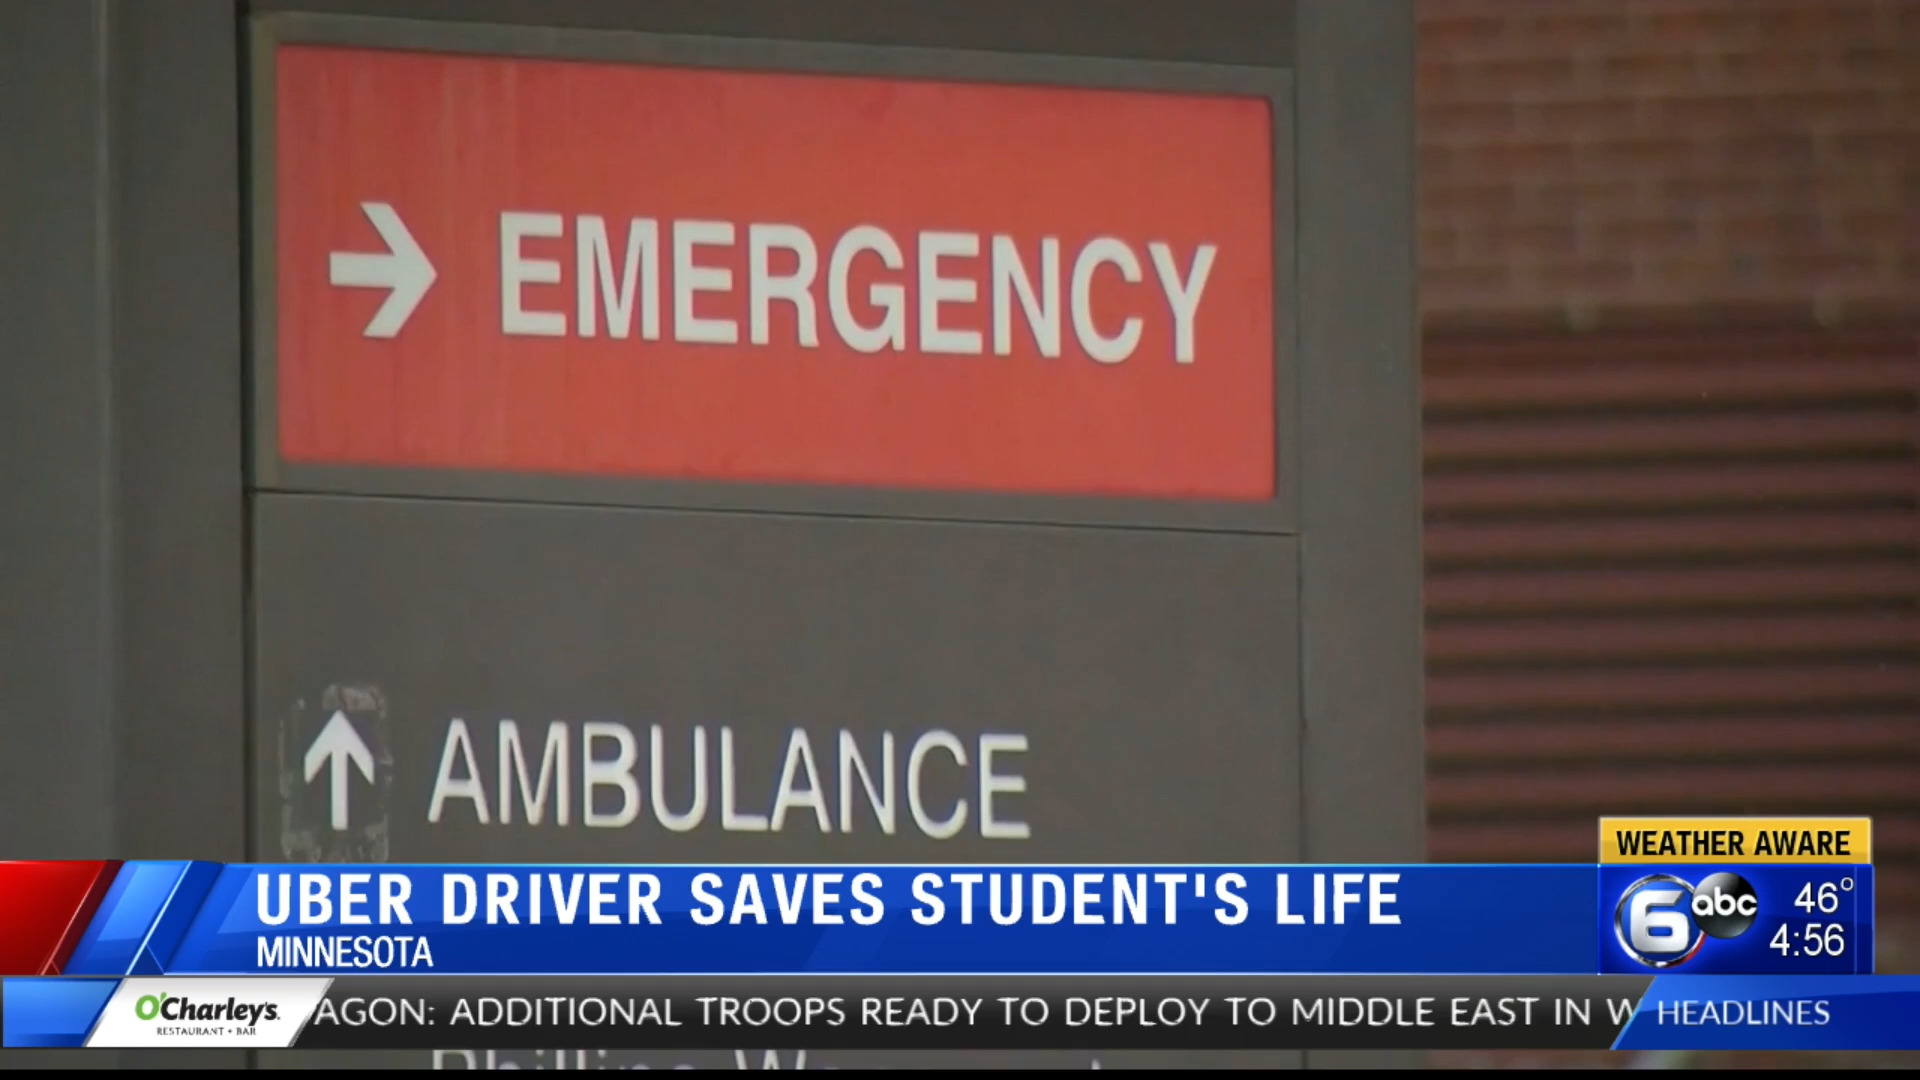 EMERGENCY
AMBULANCE
WEATHER AWARE
UBER DRIVER SAVES STUDENT'S LIFE
MINNESOTA
6 abc 46°
4:56
O'Charley's
RESTAURANT + BAR
AGON: ADDITIONAL TROOPS READY TO DEPLOY TO MIDDLE EAST IN W
HEADLINES